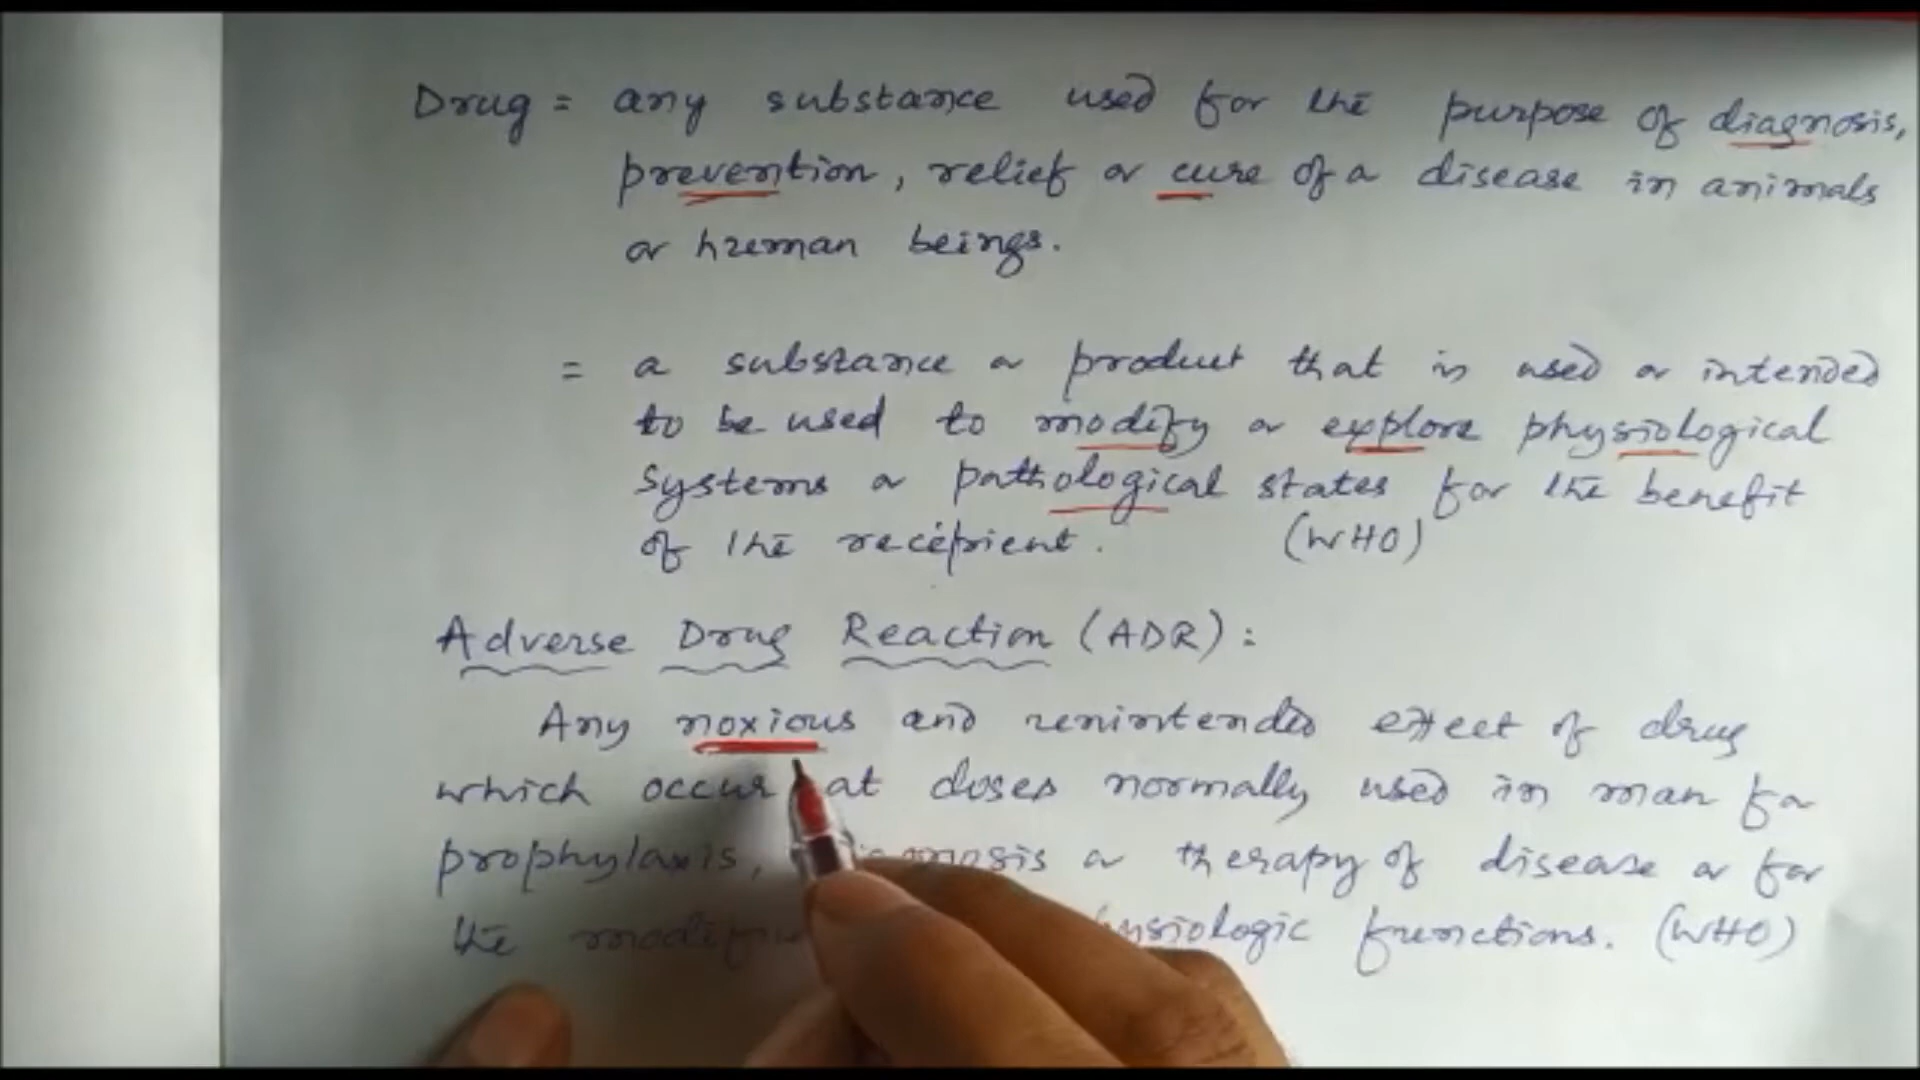 Drug = any substance used for the purpose of diagnosis,
prevention, relief or cure of a disease in animals
or human beings.
= a substance or product that is used or intended
to be used to modify or explore physiological
systems or pathological states for the benefit
of the recipient. (WHO)
Adverse Drug Reaction (ADR) :
Any noxious and unintended effect of drug
which occur at doses normally used in man for
prophylaxis, or therapy of disease or for
the functions. (WHO)